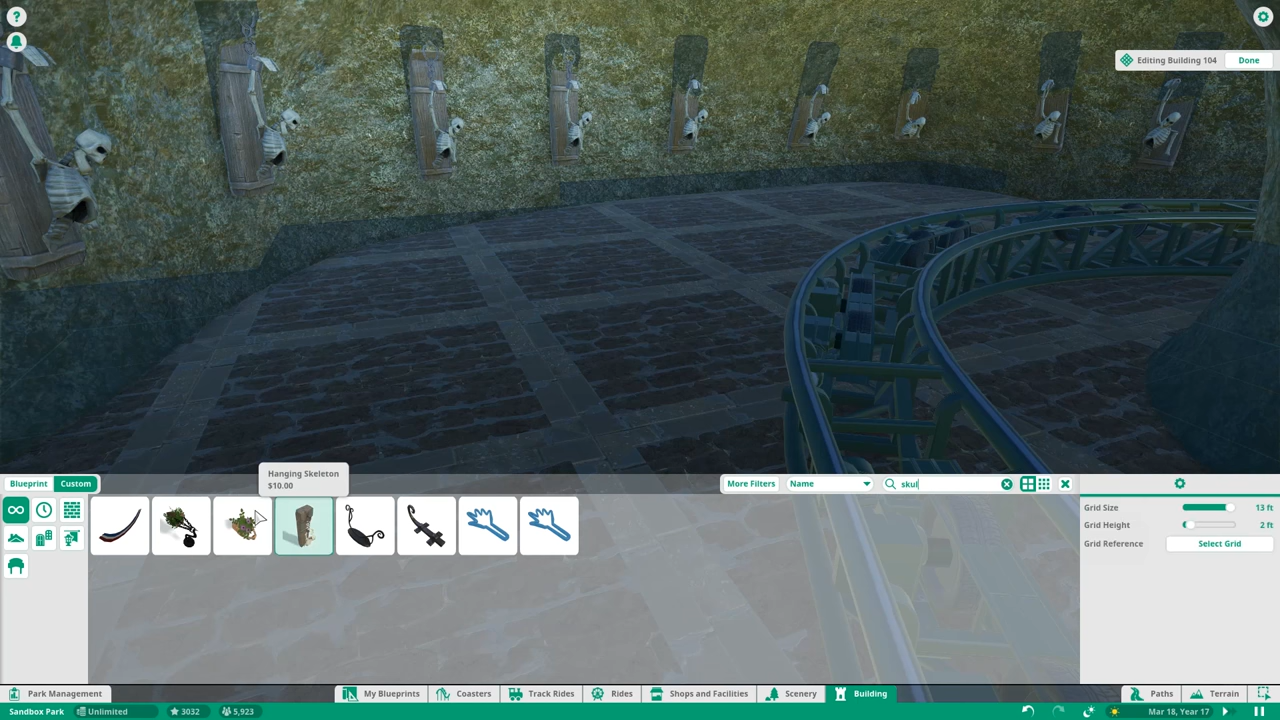 ?
Editing Building 104
Done
Hanging Skeleton
$10.00
Blueprint
Custom
More Filters
Name
skul
Grid Size
13 ft
Grid Height
2 ft
Grid Reference
Select Grid
Park Management
My Blueprints
Coasters
Track Rides
Rides
Shops and Facilities
Scenery
Building
Paths
Terrain
Sandbox Park
Unlimited
3032
5,923
Mar 18, Year 17